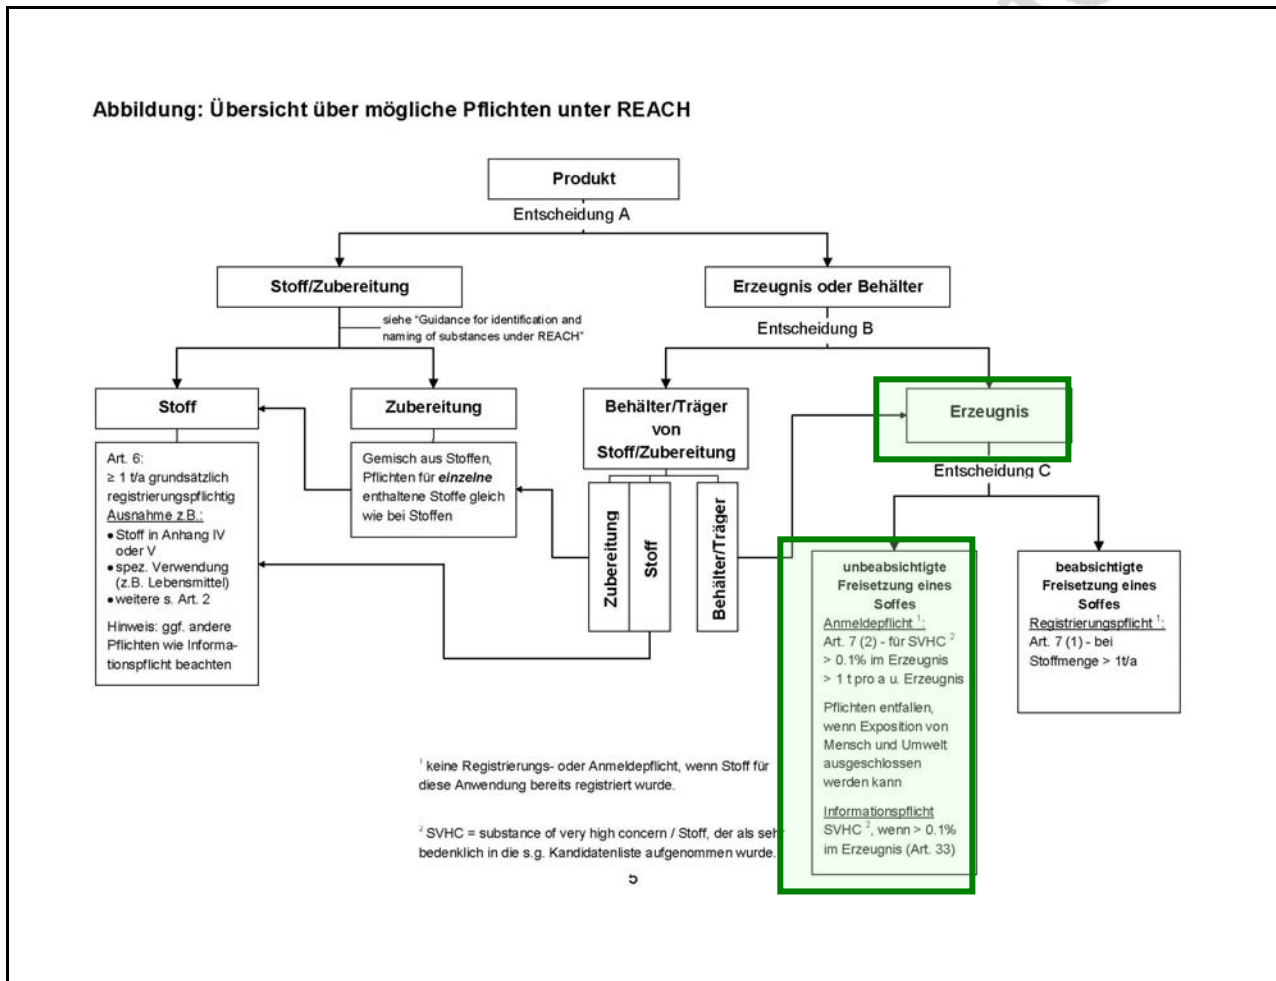 Abbildung: Übersicht über mögliche Pflichten unter REACH
Produkt
Entscheidung A
Stoff/Zubereitung
Erzeugnis oder Behälter
siehe “Guidance for identification and
naming of substances under REACH”
Entscheidung B
Stoff
Zubereitung
Behälter/Träger
von
Stoff/Zubereitung
Erzeugnis
Art. 6:
≥ 1 t/a grundsätzlich
registrierungspflichtig
Ausnahme z.B.:
• Stoff in Anhang IV
oder V
• spez. Verwendung
(z.B. Lebensmittel)
• weitere s. Art. 2
Hinweis: ggf. andere
Pflichten wie Informa-
tionspflicht beachten
Gemisch aus Stoffen,
Pflichten für einzelne
enthaltene Stoffe gleich
wie bei Stoffen
Zubereitung
Stoff
Behälter/Träger
Entscheidung C
unbeabsichtigte
Freisetzung eines
Soffes
Anmeldepflicht ¹:
Art. 7 (2) - für SVHC ²
> 0.1% im Erzeugnis
> 1 t pro a u. Erzeugnis
Pflichten entfallen,
wenn Exposition von
Mensch und Umwelt
ausgeschlossen
werden kann
Informationspflicht
SVHC ², wenn > 0.1%
im Erzeugnis (Art. 33)
beabsichtigte
Freisetzung eines
Soffes
Registrierungspflicht ¹:
Art. 7 (1) - bei
Stoffmenge > 1t/a
¹ keine Registrierungs- oder Anmeldepflicht, wenn Stoff für
diese Anwendung bereits registriert wurde.
² SVHC = substance of very high concern / Stoff, der als sehr
bedenklich in die s.g. Kandidatenliste aufgenommen wurde.
5